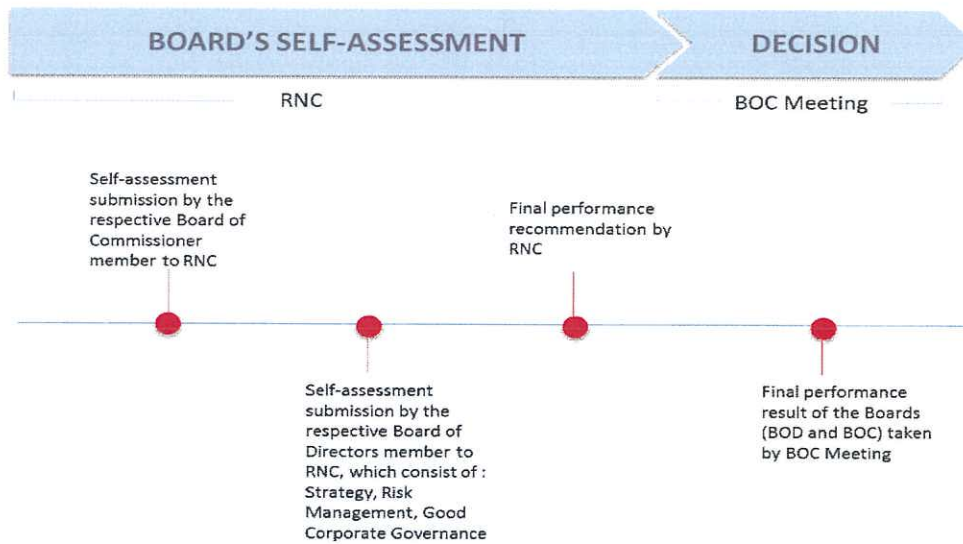 BOARD'S SELF-ASSESSMENT
DECISION
RNC
BOC Meeting
Self-assessment
submission by the
respective Board of
Commissioner
member to RNC
Final performance
recommendation by
RNC
Self-assessment
submission by the
respective Board of
Directors member to
RNC, which consist of :
Strategy, Risk
Management, Good
Corporate Governance
Final performance
result of the Boards
(BOD and BOC) taken
by BOC Meeting